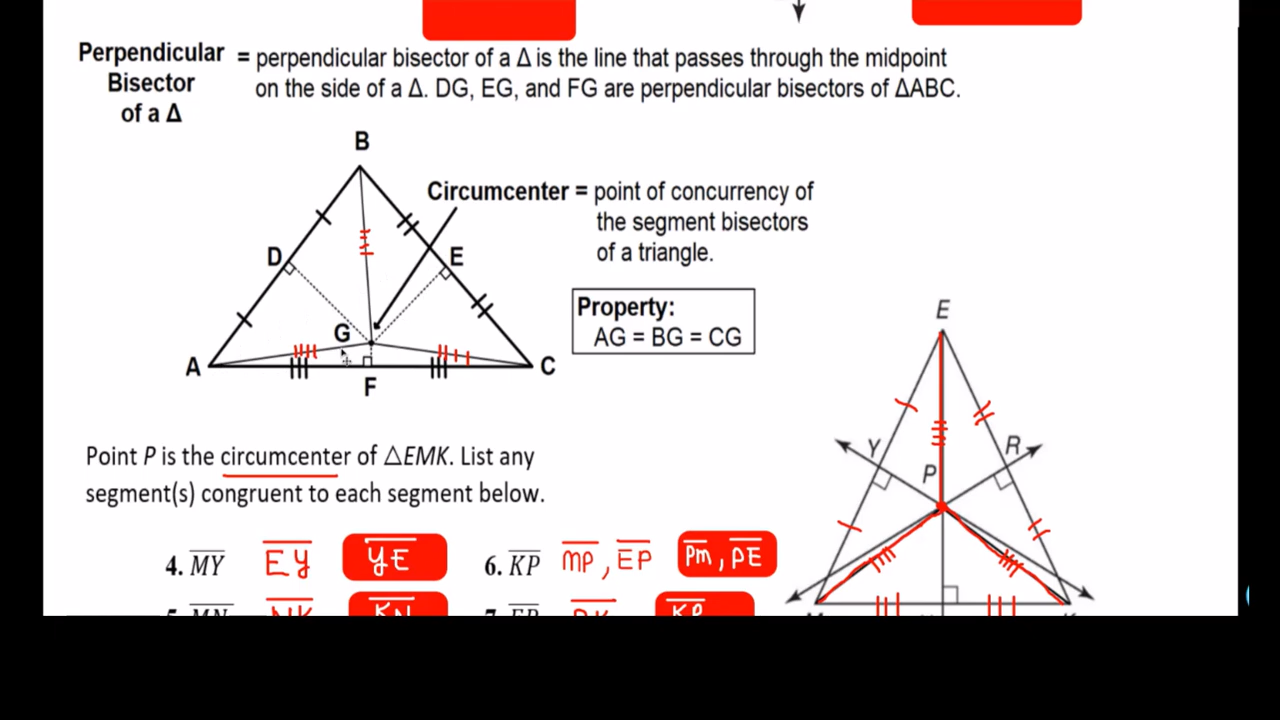 Perpendicular Bisector of a Δ = perpendicular bisector of a Δ is the line that passes through the midpoint
on the side of a Δ. DG, EG, and FG are perpendicular bisectors of ΔABC.
B
Circumcenter = point of concurrency of
the segment bisectors
of a triangle.
D
E
Property:
AG = BG = CG
G
A
C
F
E
Y
R
P
Point P is the circumcenter of △EMK. List any
segment(s) congruent to each segment below.
4. MY EY YE
6. KP MP, EP PM, PE